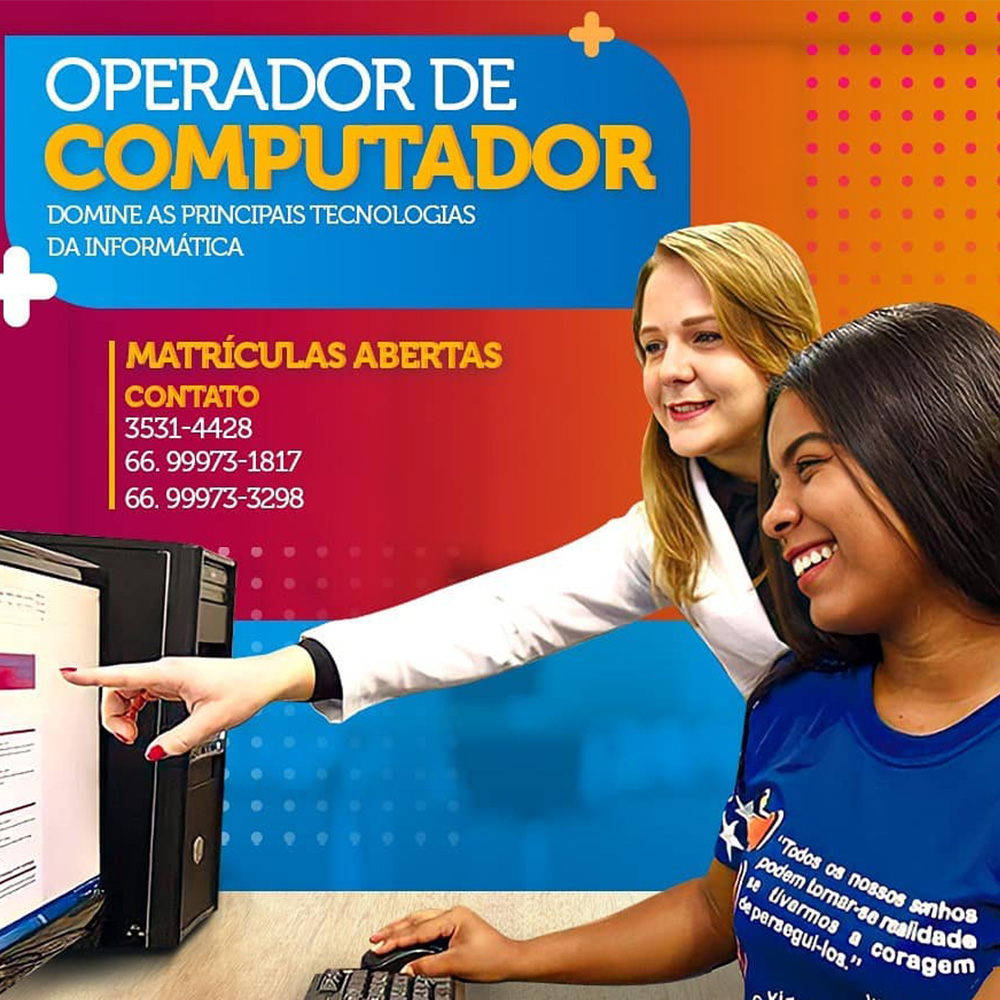 OPERADOR DE
COMPUTADOR
DOMINE AS PRINCIPAIS TECNOLOGIAS
DA INFORMÁTICA
MATRÍCULAS ABERTAS
CONTATO
3531-4428
66. 99973-1817
66. 99973-3298
"Todos os nossos sonhos
podem tornar-se realidade
se tivermos a coragem
de persegui-los."